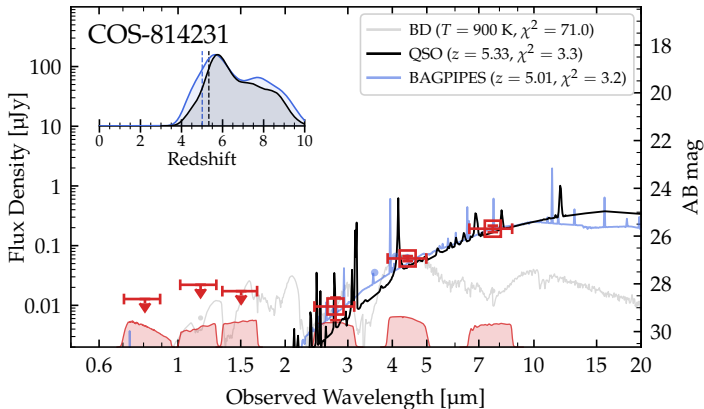 COS-814231
BD (T = 900 K, χ² = 71.0)
QSO (z = 5.33, χ² = 3.3)
BAGPIPES (z = 5.01, χ² = 3.2)
100
10
1
0.1
0.01
Flux Density [μJy]
0 2 4 6 8 10
Redshift
18
20
22
24
26
28
30
AB mag
0.6 1 1.5 2 3 4 5 7 10 15 20
Observed Wavelength [μm]